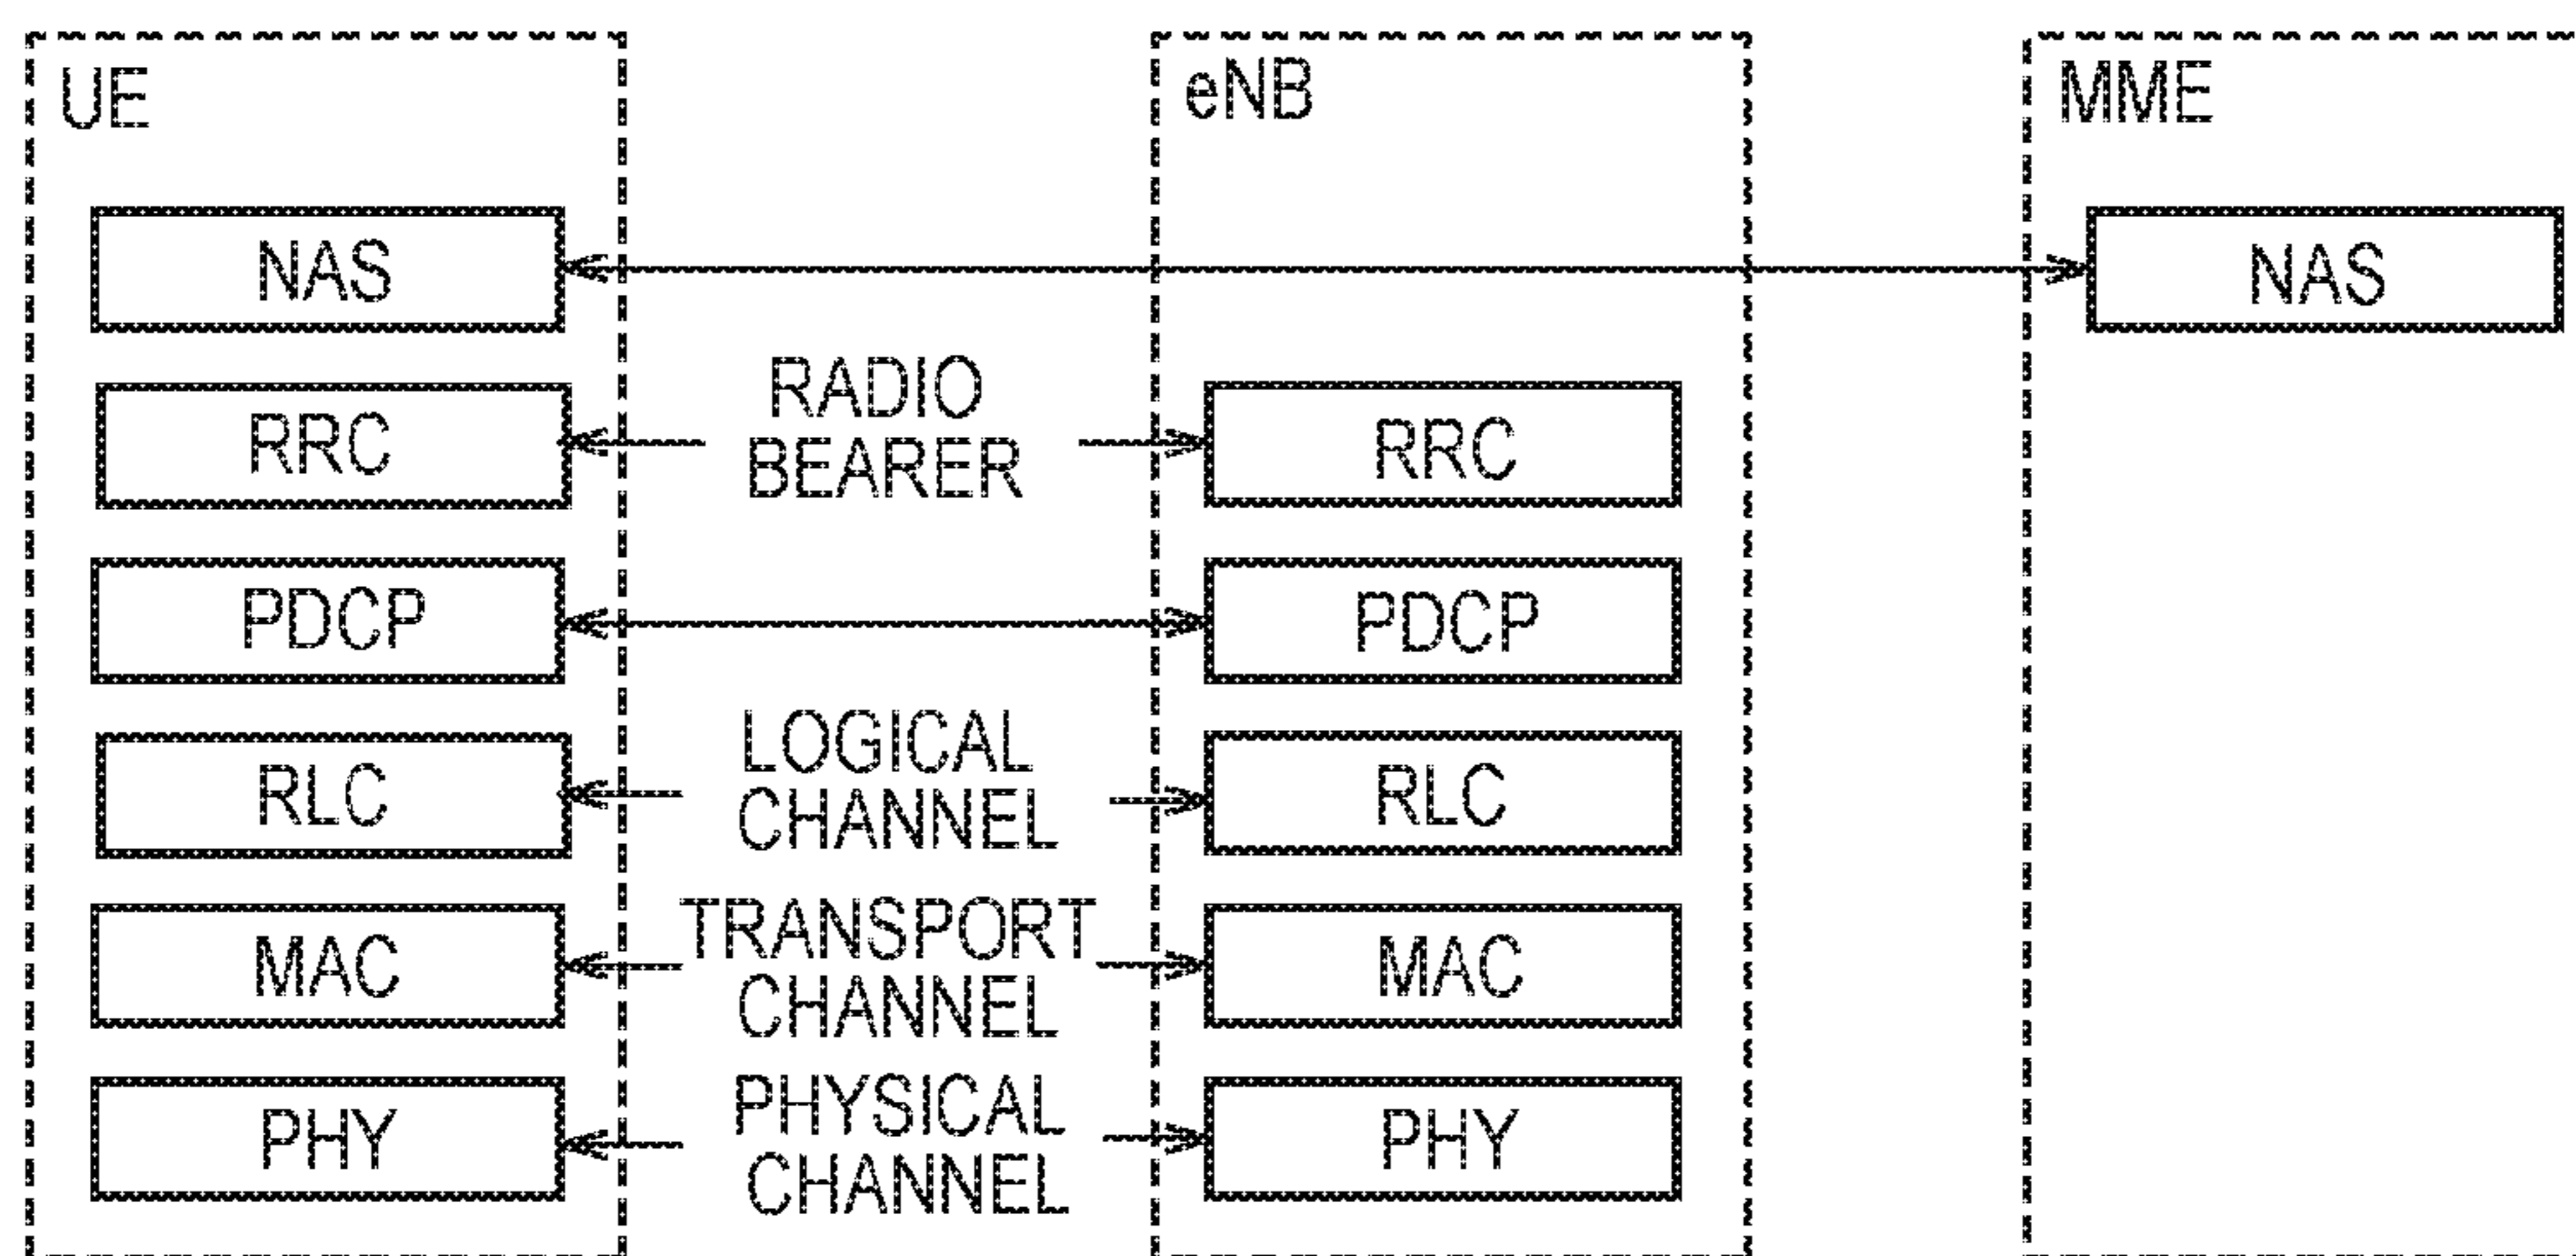 UE
eNB
MME
NAS
NAS
RADIO
BEARER
RRC
RRC
PDCP
PDCP
LOGICAL
CHANNEL
RLC
RLC
TRANSPORT
CHANNEL
MAC
MAC
PHYSICAL
CHANNEL
PHY
PHY